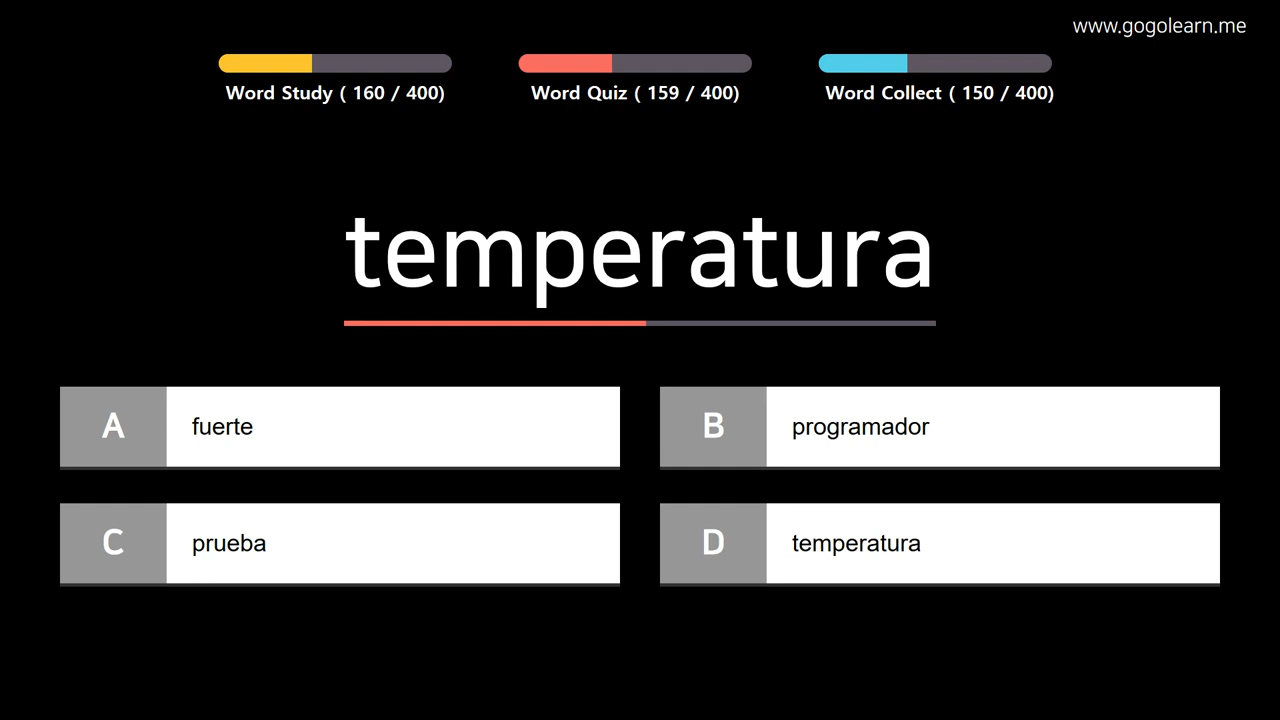 www.gogolearn.me
Word Study ( 160 / 400)
Word Quiz ( 159 / 400)
Word Collect ( 150 / 400)
temperatura
A
fuerte
B
programador
C
prueba
D
temperatura